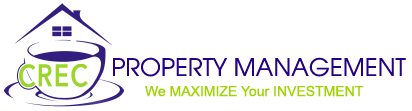 CREC
PROPERTY MANAGEMENT
We MAXIMIZE Your INVESTMENT